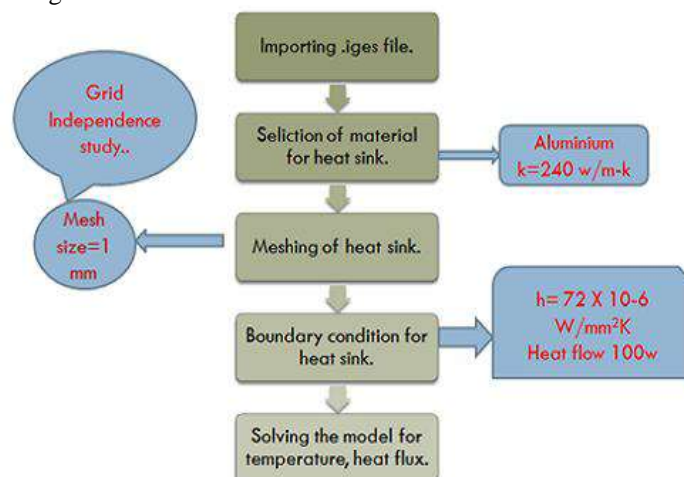 Importing .iges file.
Grid
Independence
study..
Seliction of material
for heat sink.
Aluminium
k=240 w/m-k
Mesh
size=1
mm
Meshing of heat sink.
Boundary condition for
heat sink.
h= 72 X 10-6
W/mm²K
Heat flow 100w
Solving the model for
temperature, heat flux.